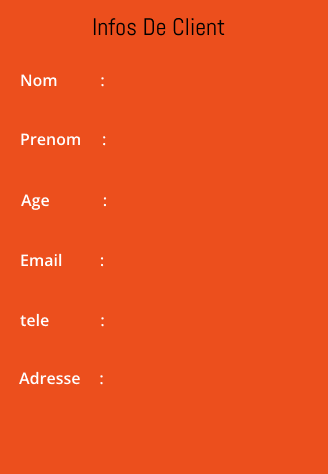 Infos De Client
Nom :
Prenom :
Age :
Email :
tele :
Adresse :